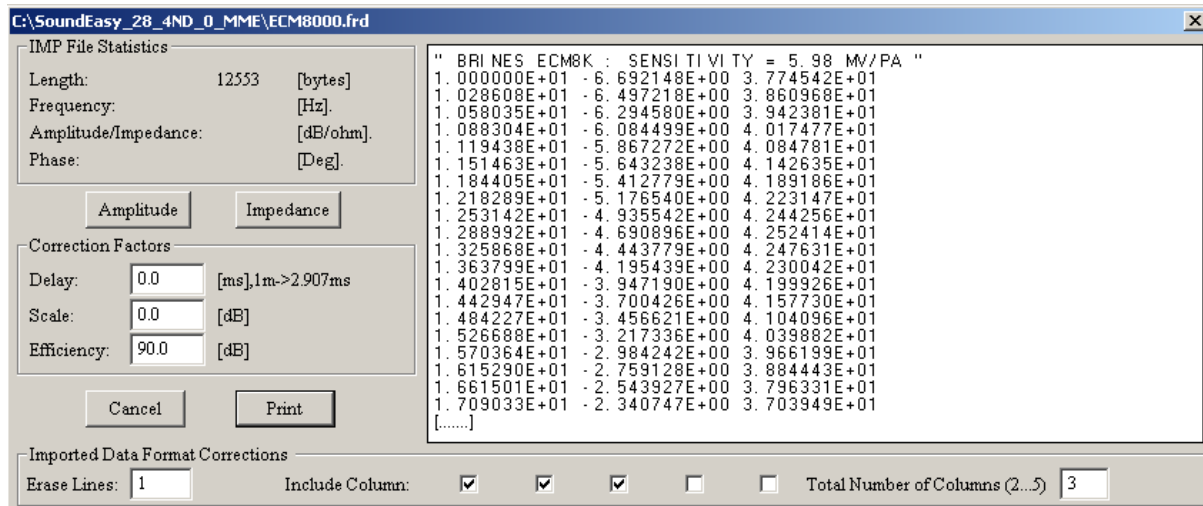 C:\SoundEasy_28_4ND_0_MME\ECM8000.frd
IMP File Statistics
Length: 12553 [bytes]
Frequency: [Hz].
Amplitude/Impedance: [dB/ohm].
Phase: [Deg].
Amplitude Impedance
Correction Factors
Delay: 0.0 [ms],1m->2.907ms
Scale: 0.0 [dB]
Efficiency: 90.0 [dB]
Cancel Print
" BRINES ECM8K : SENSITIVITY = 5.98 MV/PA "
1.000000E+01 -6.692148E+00 3.774542E+01
1.028608E+01 -6.497218E+00 3.860968E+01
1.058035E+01 -6.294580E+00 3.942381E+01
1.088304E+01 -6.084499E+00 4.017477E+01
1.119438E+01 -5.867272E+00 4.084781E+01
1.151463E+01 -5.643238E+00 4.142635E+01
1.184405E+01 -5.412779E+00 4.189186E+01
1.218289E+01 -5.176540E+00 4.223147E+01
1.253142E+01 -4.935542E+00 4.244256E+01
1.288992E+01 -4.690896E+00 4.252414E+01
1.325868E+01 -4.443779E+00 4.247631E+01
1.363799E+01 -4.195439E+00 4.230042E+01
1.402815E+01 -3.947190E+00 4.199926E+01
1.442947E+01 -3.700426E+00 4.157730E+01
1.484227E+01 -3.456621E+00 4.104096E+01
1.526688E+01 -3.217336E+00 4.039882E+01
1.570364E+01 -2.984242E+00 3.966199E+01
1.615290E+01 -2.759128E+00 3.884443E+01
1.661501E+01 -2.543927E+00 3.796331E+01
1.709033E+01 -2.340747E+00 3.703949E+01
[.......]
Imported Data Format Corrections
Erase Lines: 1 Include Column: Total Number of Columns (2...5) 3